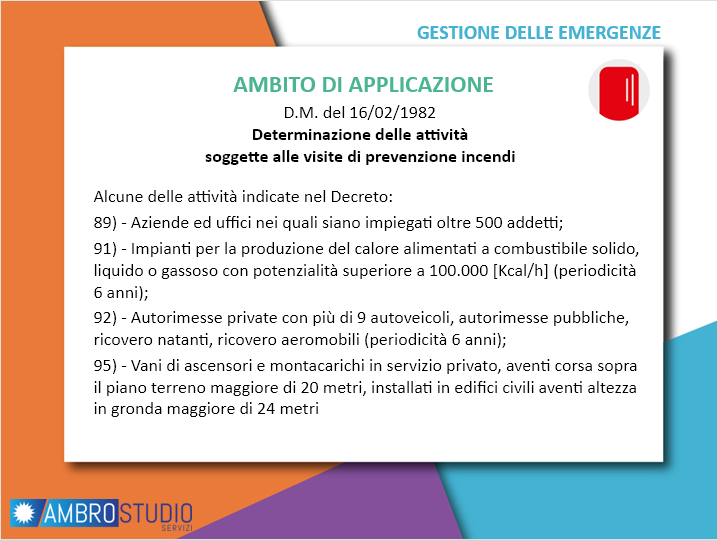 GESTIONE DELLE EMERGENZE
AMBITO DI APPLICAZIONE
D.M. del 16/02/1982
Determinazione delle attività
soggette alle visite di prevenzione incendi
Alcune delle attività indicate nel Decreto:
89) - Aziende ed uffici nei quali siano impiegati oltre 500 addetti;
91) - Impianti per la produzione del calore alimentati a combustibile solido,
liquido o gassoso con potenzialità superiore a 100.000 [Kcal/h] (periodicità
6 anni);
92) - Autorimesse private con più di 9 autoveicoli, autorimesse pubbliche,
ricovero natanti, ricovero aeromobili (periodicità 6 anni);
95) - Vani di ascensori e montacarichi in servizio privato, aventi corsa sopra
il piano terreno maggiore di 20 metri, installati in edifici civili aventi altezza
in gronda maggiore di 24 metri
AMBROSTUDIO
SERVIZI